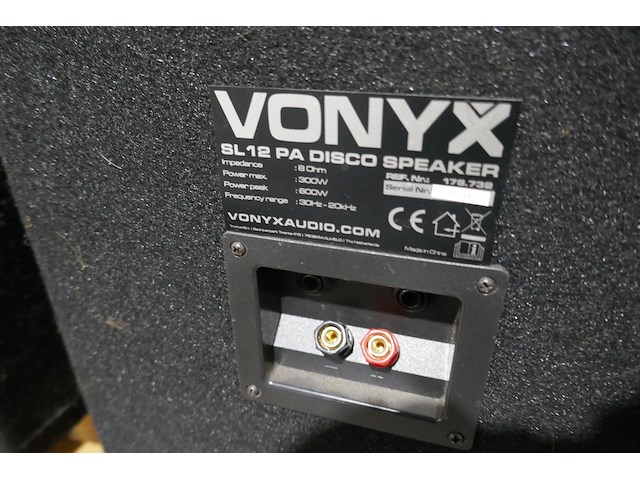 VONYX
SL12 PA DISCO SPEAKER
Impedance : 8 Ohm
Power max. : 300W
Power peak : 600W
Frequency range : 30Hz - 20kHz
REF. Nr.: 178.732
Serial Nr.:
VONYXAUDIO.COM
CE
Made in China